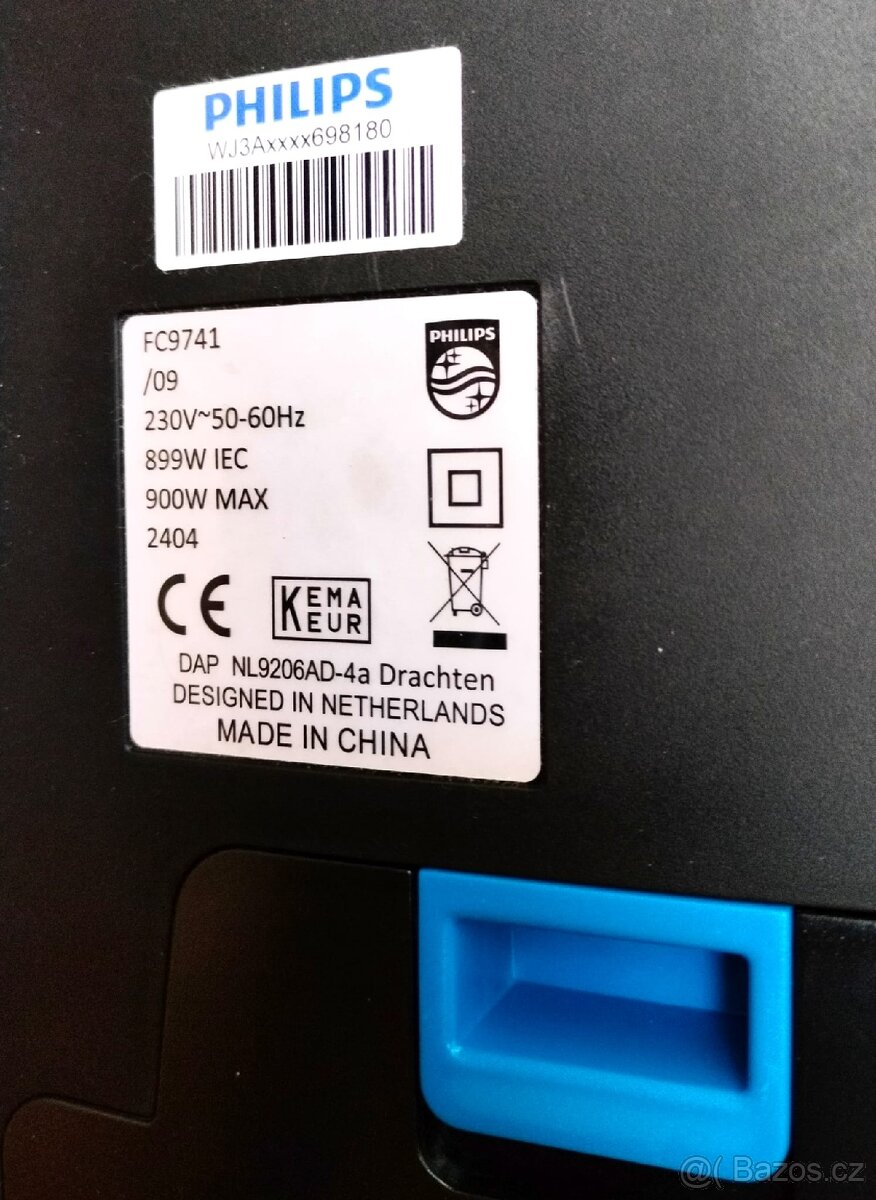 PHILIPS
WJ3Axxxx698180
FC9741
/09
230V~50-60Hz
899W IEC
900W MAX
2404
PHILIPS
CE
KEMA
EUR
DAP NL9206AD-4a Drachten
DESIGNED IN NETHERLANDS
MADE IN CHINA
@( Bazos.cz